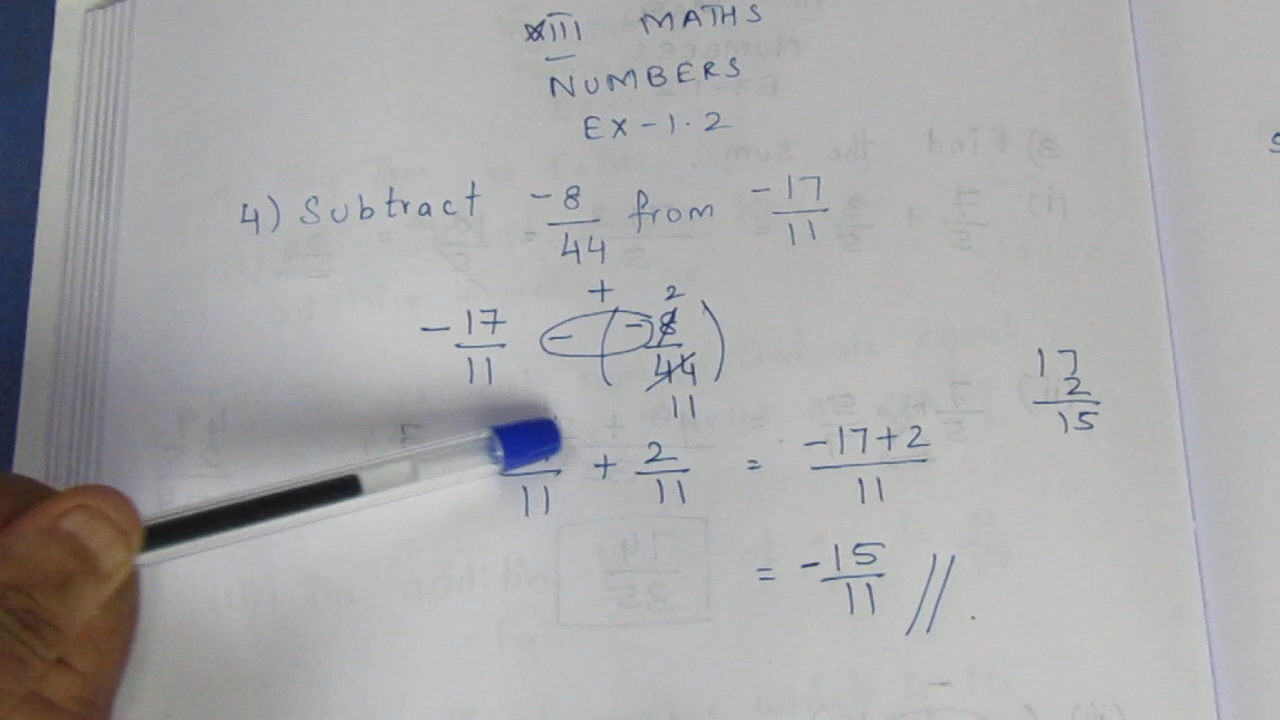 VIII MATHS
NUMBERS
EX-1.2
4) Subtract -8/44 from -17/11
-17/11 - (-8/44)
+
2
11
/11 + 2/11 = -17+2/11
= -15/11 //.
17
2
15